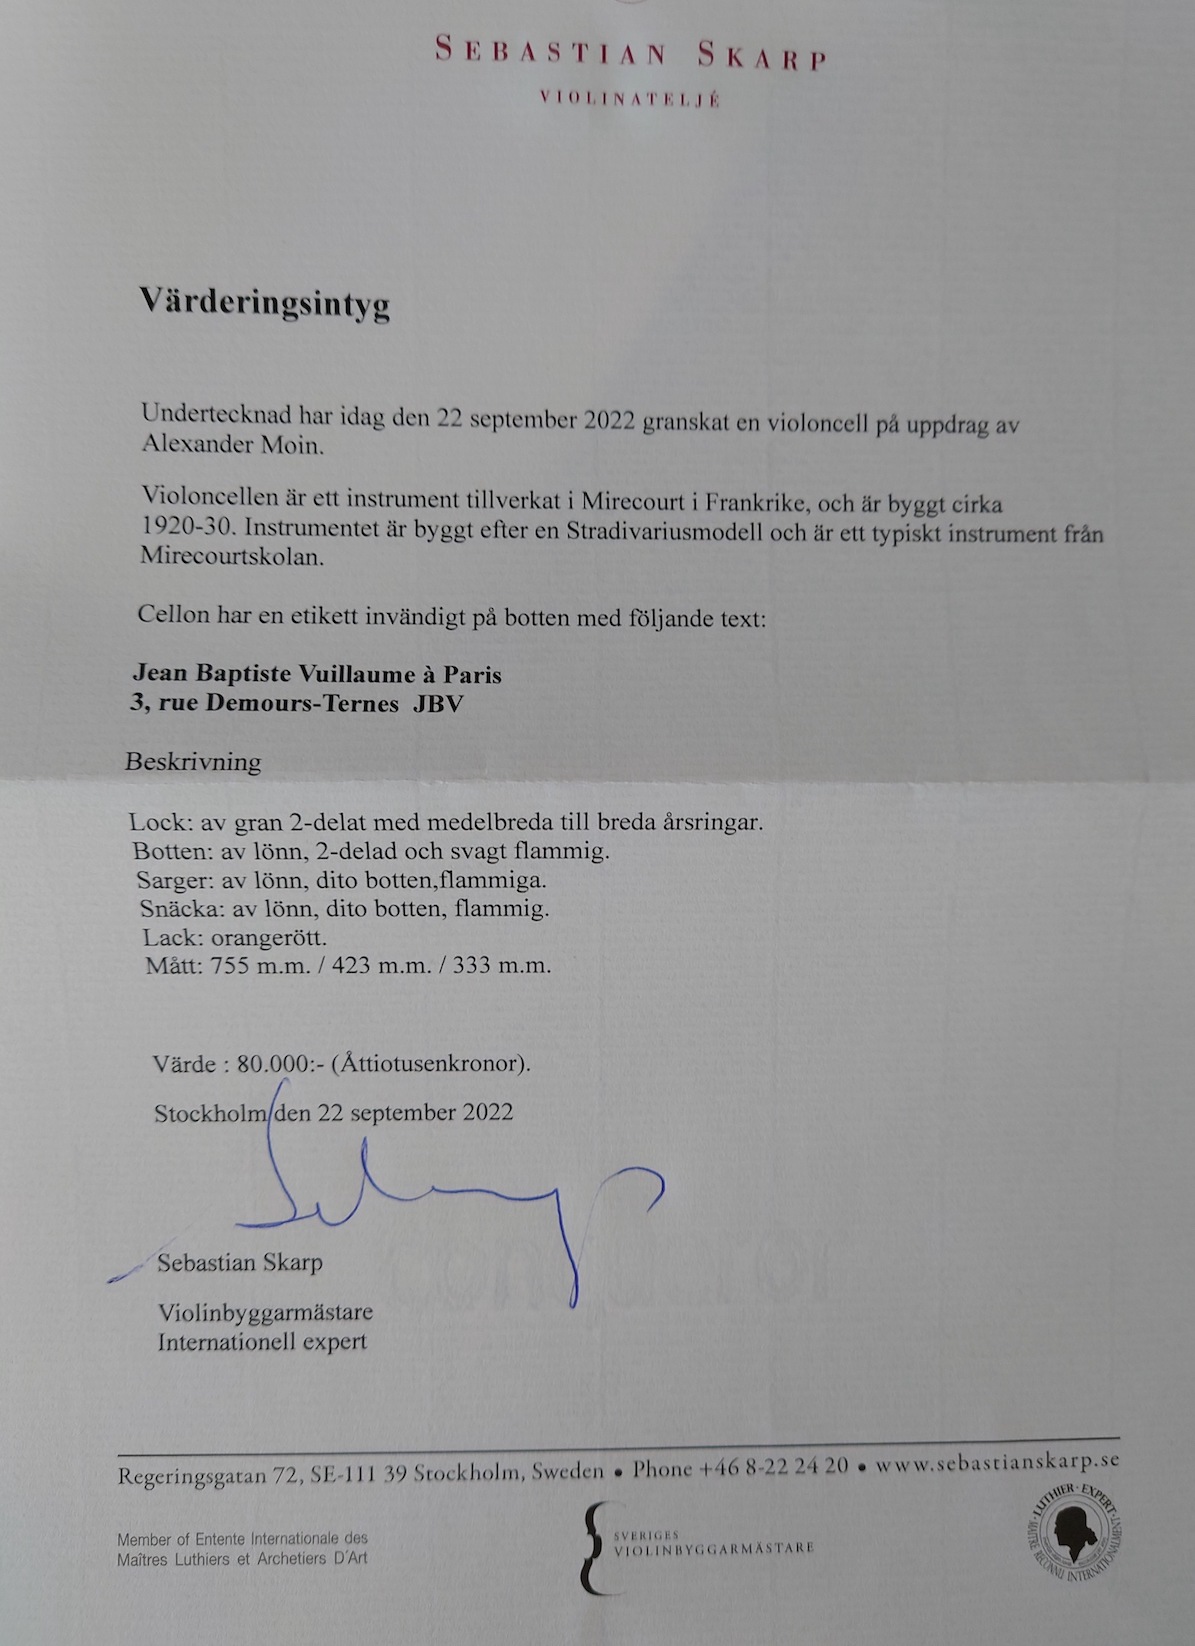 SEBASTIAN SKARP
VIOLINATELJÉ
Värderingsintyg
Undertecknad har idag den 22 september 2022 granskat en violoncell på uppdrag av
Alexander Moin.
Violoncellen är ett instrument tillverkat i Mirecourt i Frankrike, och är byggt cirka
1920-30. Instrumentet är byggt efter en Stradivariusmodell och är ett typiskt instrument från
Mirecourtskolan.
Cellon har en etikett invändigt på botten med följande text:
Jean Baptiste Vuillaume à Paris
3, rue Demours-Ternes JBV
Beskrivning
Lock: av gran 2-delat med medelbreda till breda årsringar.
Botten: av lönn, 2-delad och svagt flammig.
Sarger: av lönn, dito botten,flammiga.
Snäcka: av lönn, dito botten, flammig.
Lack: orangerött.
Mått: 755 m.m. / 423 m.m. / 333 m.m.
Värde : 80.000:- (Åttiotusenkronor).
Stockholm den 22 september 2022
Sebastian Skarp
Violinbyggarmästare
Internationell expert
Regeringsgatan 72, SE-111 39 Stockholm, Sweden • Phone +46 8-22 24 20 • www.sebastianskarp.se
Member of Entente Internationale des
Maîtres Luthiers et Archetiers D'Art
SVERIGES
VIOLINBYGGARMÄSTARE
LUTHIER - EXPERT
MAITRE RECONNU INTERNATIONALEMENT